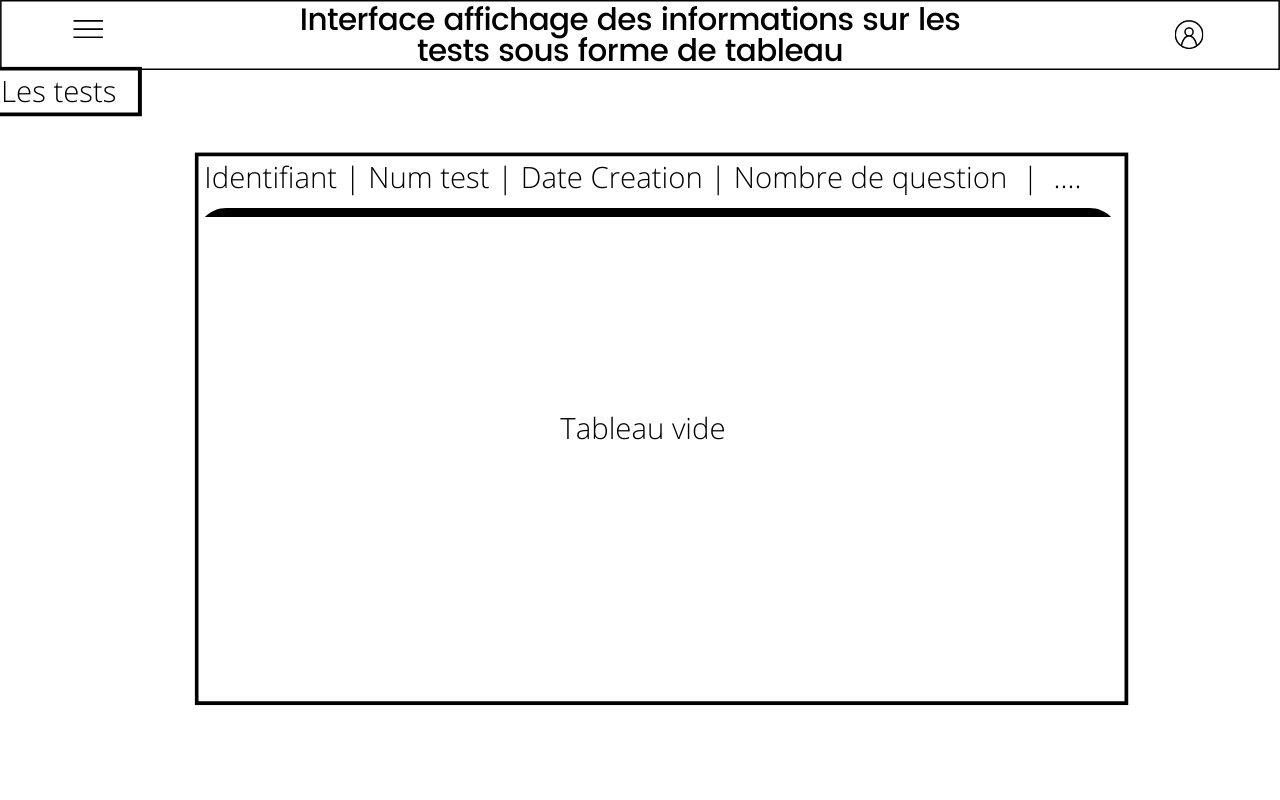 Interface affichage des informations sur les
tests sous forme de tableau
Les tests
Identifiant | Num test | Date Creation | Nombre de question | ....
Tableau vide